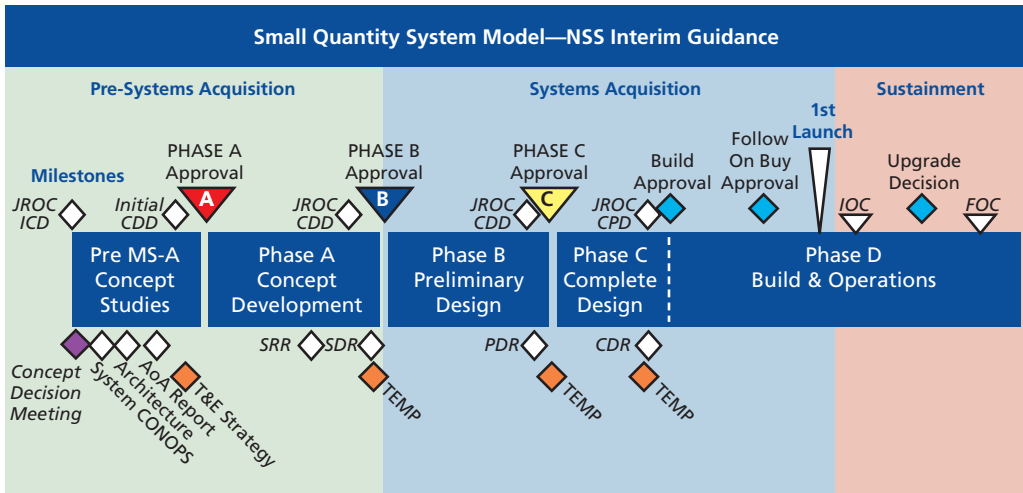 Small Quantity System Model—NSS Interim Guidance
Pre-Systems Acquisition
Systems Acquisition
Sustainment
Milestones
JROC
ICD
Initial
CDD
PHASE A
Approval
A
JROC
CDD
PHASE B
Approval
B
JROC
CDD
PHASE C
Approval
C
JROC
CPD
Build
Approval
Follow
On Buy
Approval
1st
Launch
IOC
Upgrade
Decision
FOC
Pre MS-A
Concept
Studies
Phase A
Concept
Development
Phase B
Preliminary
Design
Phase C
Complete
Design
Phase D
Build & Operations
Concept
Decision
Meeting
System CONOPS
Architecture
AoA Report
T&E Strategy
SRR
SDR
TEMP
PDR
TEMP
CDR
TEMP